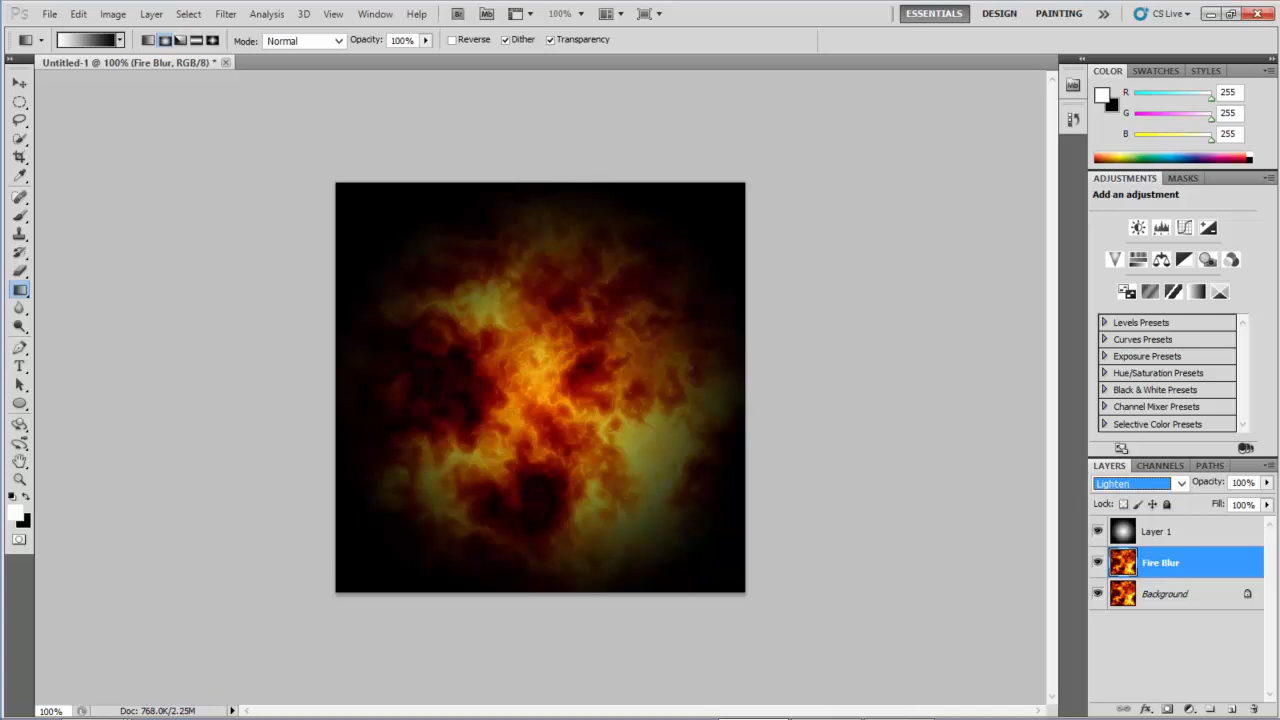 Ps File Edit Image Layer Select Filter Analysis 3D View Window Help Br Mb 100% ESSENTIALS DESIGN PAINTING CS Live
Mode: Normal Opacity: 100% Reverse Dither Transparency
Untitled-1 @ 100% (Fire Blur, RGB/8) *
COLOR SWATCHES STYLES
Mb
R 255
G 255
B 255
ADJUSTMENTS MASKS
Add an adjustment
Levels Presets
Curves Presets
Exposure Presets
Hue/Saturation Presets
Black & White Presets
Channel Mixer Presets
Selective Color Presets
LAYERS CHANNELS PATHS
Lighten Opacity: 100%
Lock: Fill: 100%
Layer 1
Fire Blur
Background
100% Doc: 768.0K/2.25M